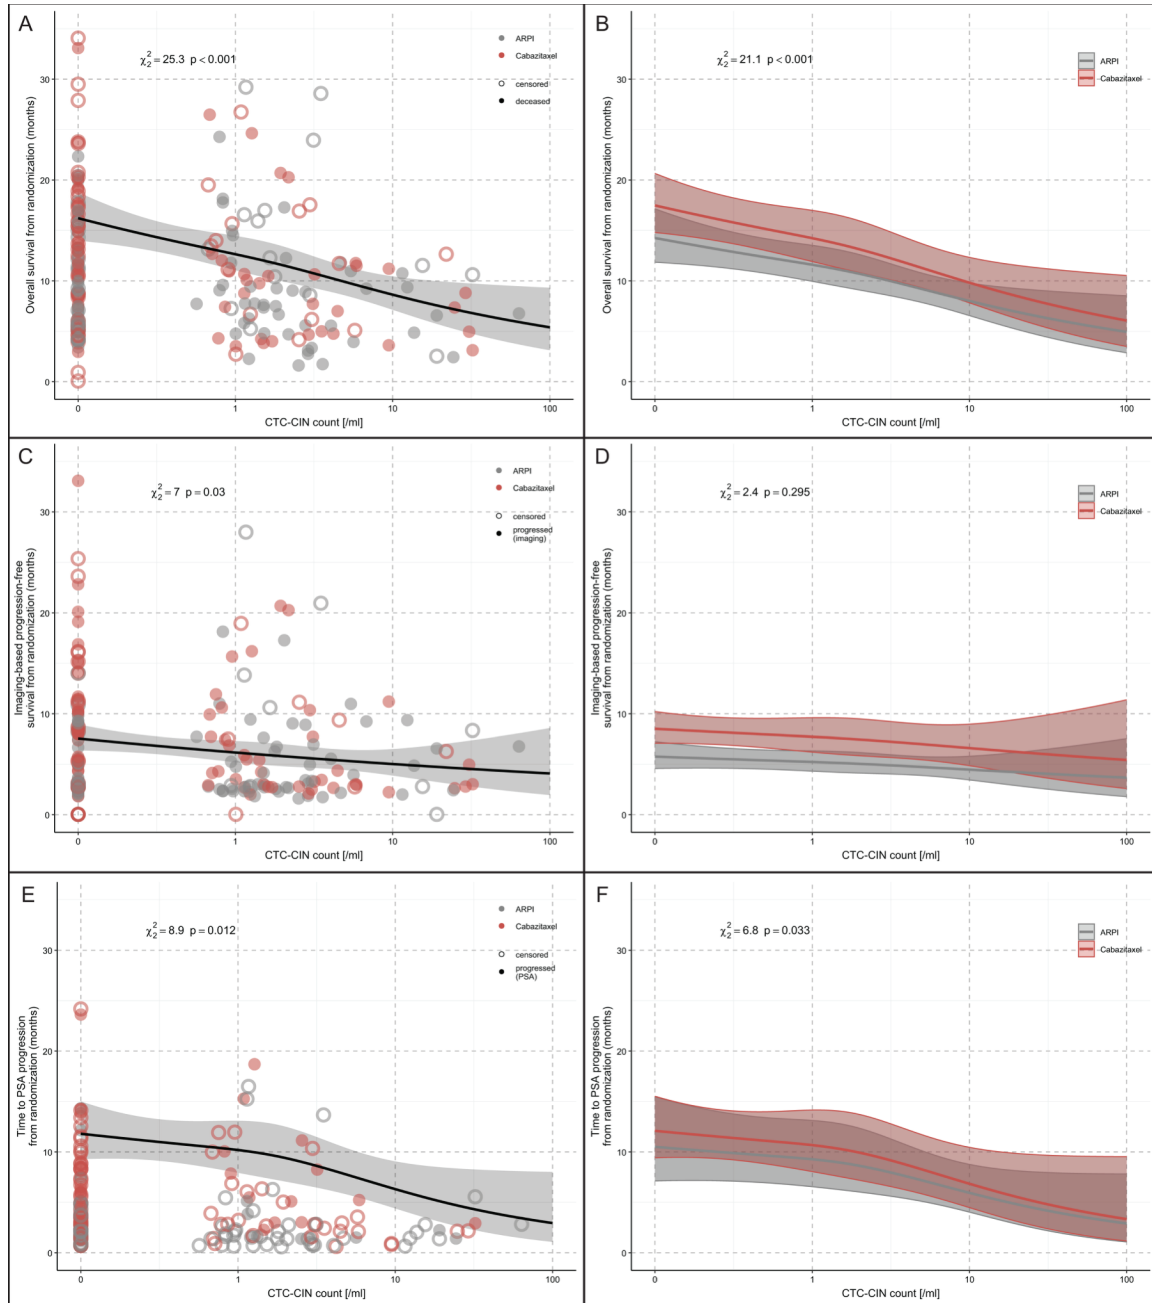 A
χ²₂ = 25.3 p < 0.001
ARPI
Cabazitaxel
censored
deceased
Overall survival from randomization (months)
30
20
10
0
0 1 10 100
CTC-CIN count [/ml]
B
χ²₂ = 21.1 p < 0.001
ARPI
Cabazitaxel
Overall survival from randomization (months)
30
20
10
0
0 1 10 100
CTC-CIN count [/ml]
C
χ²₂ = 7 p = 0.03
ARPI
Cabazitaxel
censored
progressed
(imaging)
Imaging-based progression-free
survival from randomization (months)
30
20
10
0
0 1 10 100
CTC-CIN count [/ml]
D
χ²₂ = 2.4 p = 0.295
ARPI
Cabazitaxel
Imaging-based progression-free
survival from randomization (months)
30
20
10
0
0 1 10 100
CTC-CIN count [/ml]
E
χ²₂ = 8.9 p = 0.012
ARPI
Cabazitaxel
censored
progressed
(PSA)
Time to PSA progression
from randomization (months)
30
20
10
0
0 1 10 100
CTC-CIN count [/ml]
F
χ²₂ = 6.8 p = 0.033
ARPI
Cabazitaxel
Time to PSA progression
from randomization (months)
30
20
10
0
0 1 10 100
CTC-CIN count [/ml]